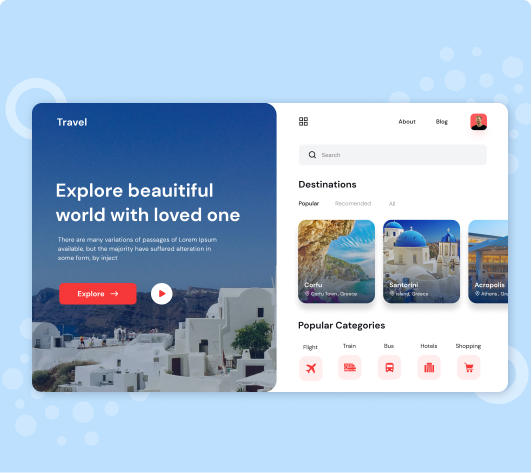 Travel
Explore beauitiful
world with loved one
There are many variations of passages of Lorem Ipsum
available, but the majority have suffered alteration in
some form, by inject
Explore
About
Blog
Search
Destinations
Popular
Recomended
All
Corfu
Corfu Town, Greece
Santorini
island, Greece
Acropolis
Athens, Gre
Popular Categories
Flight
Train
Bus
Hotels
Shopping